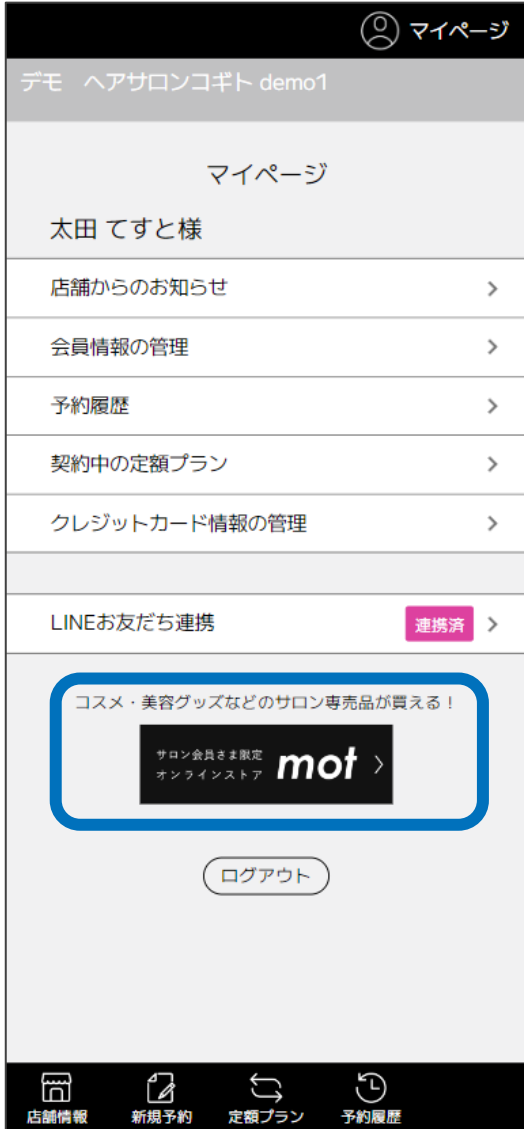 マイページ
デモ　ヘアサロンコギト demo1
マイページ
太田 てすと様
店舗からのお知らせ
会員情報の管理
予約履歴
契約中の定額プラン
クレジットカード情報の管理
LINEお友だち連携 連携済
コスメ・美容グッズなどのサロン専売品が買える！
サロン会員さま限定
オンラインストア mot
ログアウト
店舗情報 新規予約 定額プラン 予約履歴